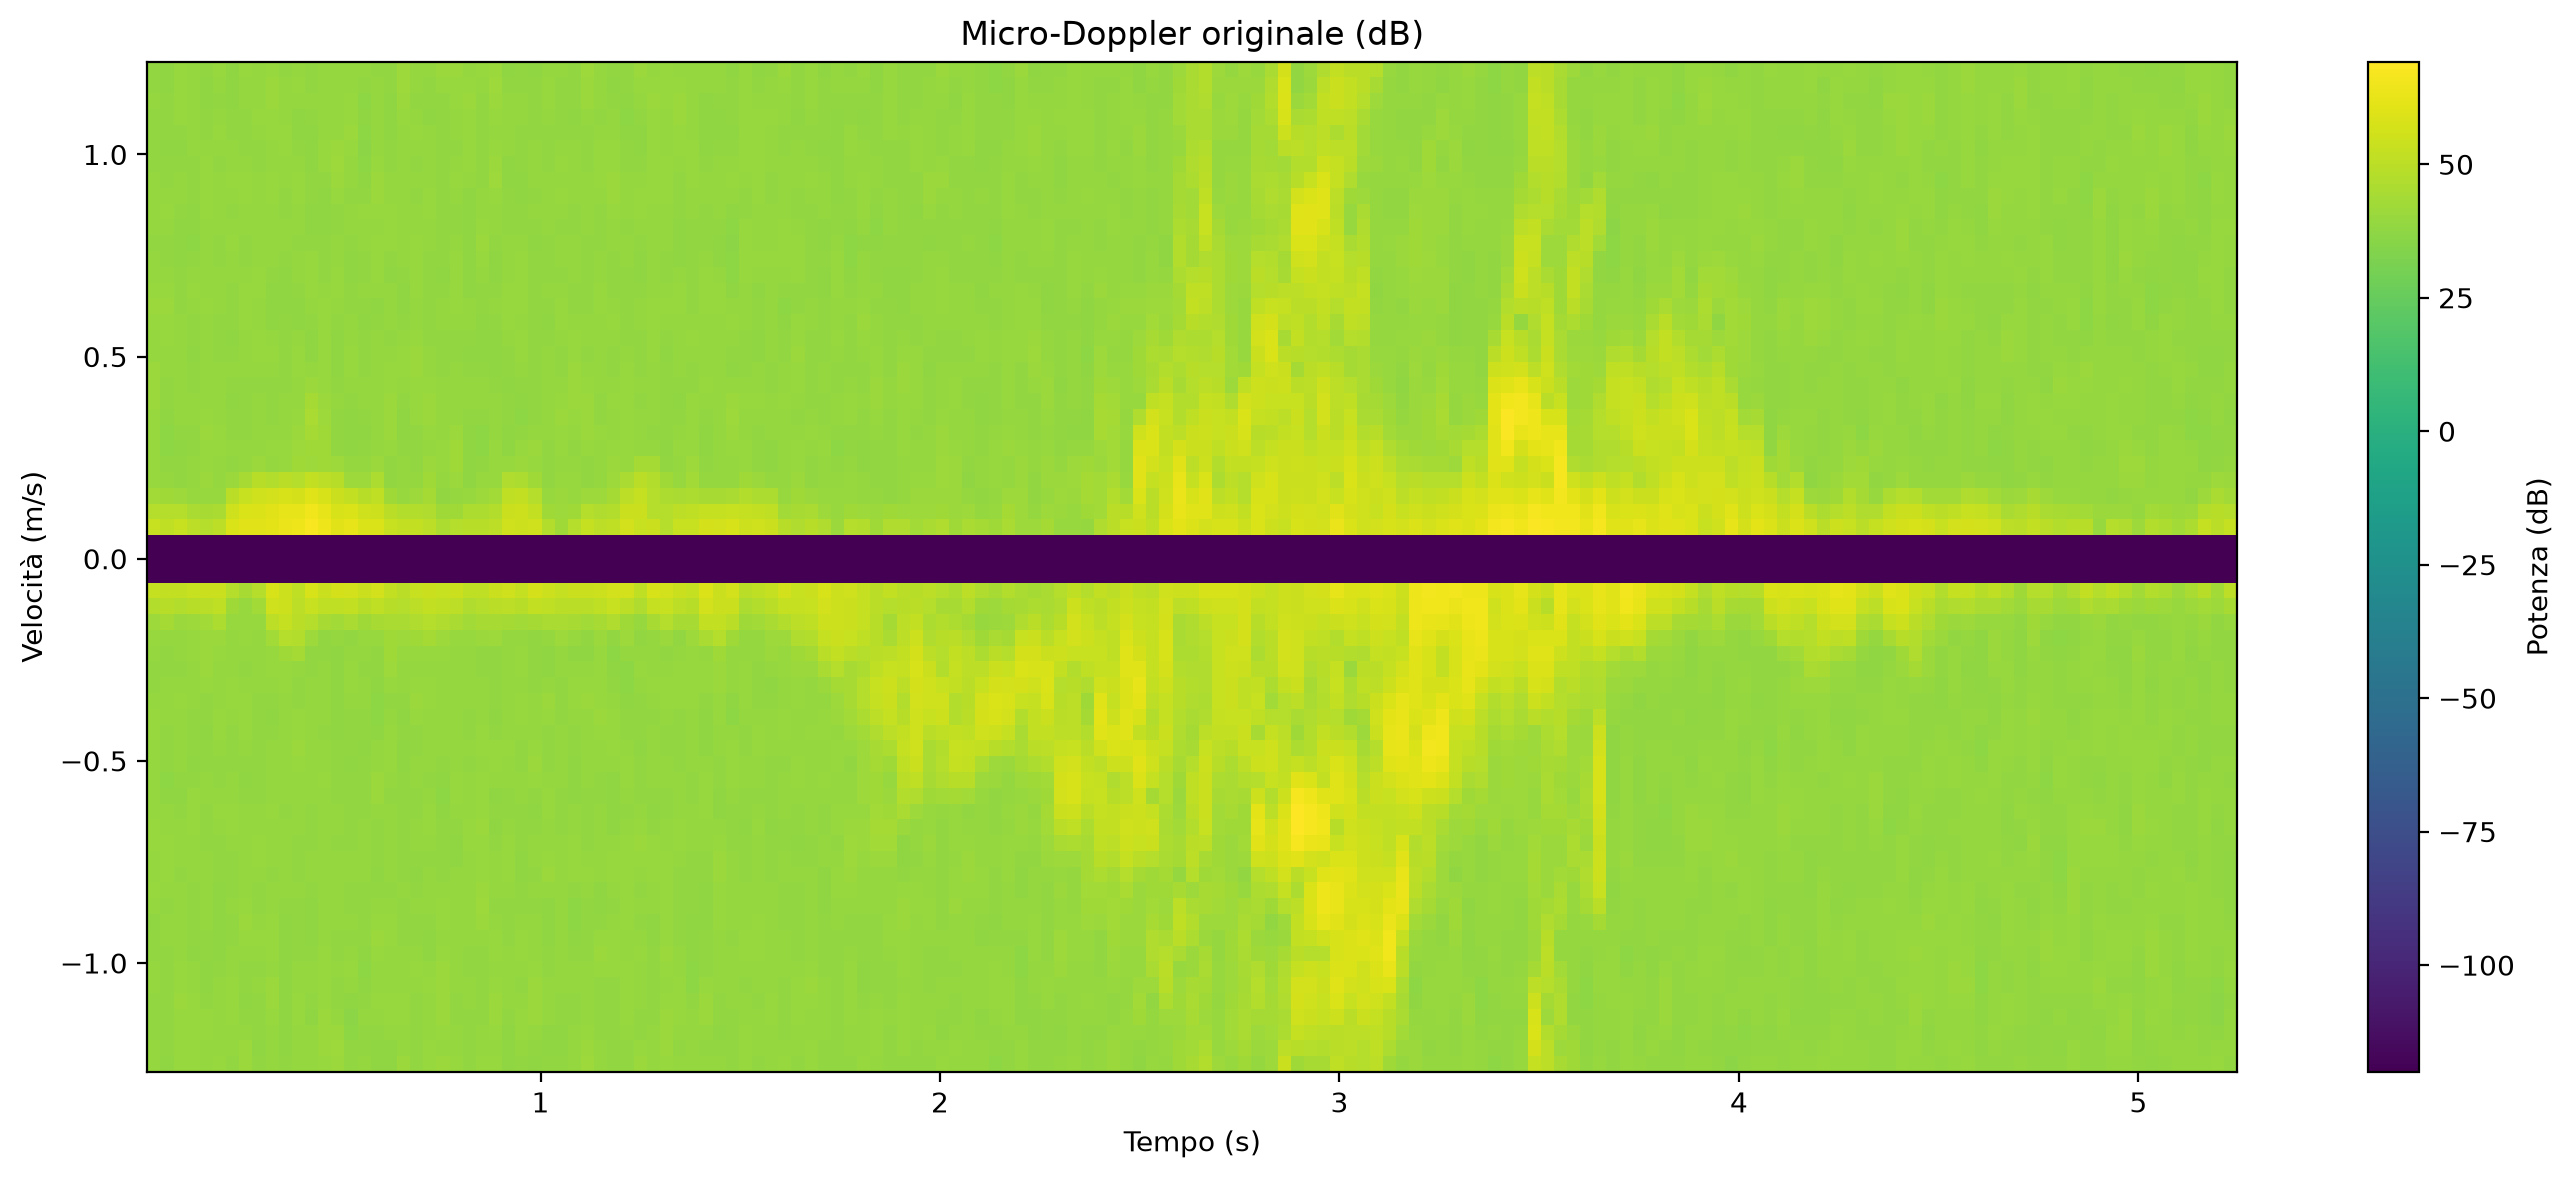 Micro-Doppler originale (dB)
1.0
0.5
0.0
−0.5
−1.0
Velocità (m/s)
1 2 3 4 5
Tempo (s)
50
25
0
−25
−50
−75
−100
Potenza (dB)